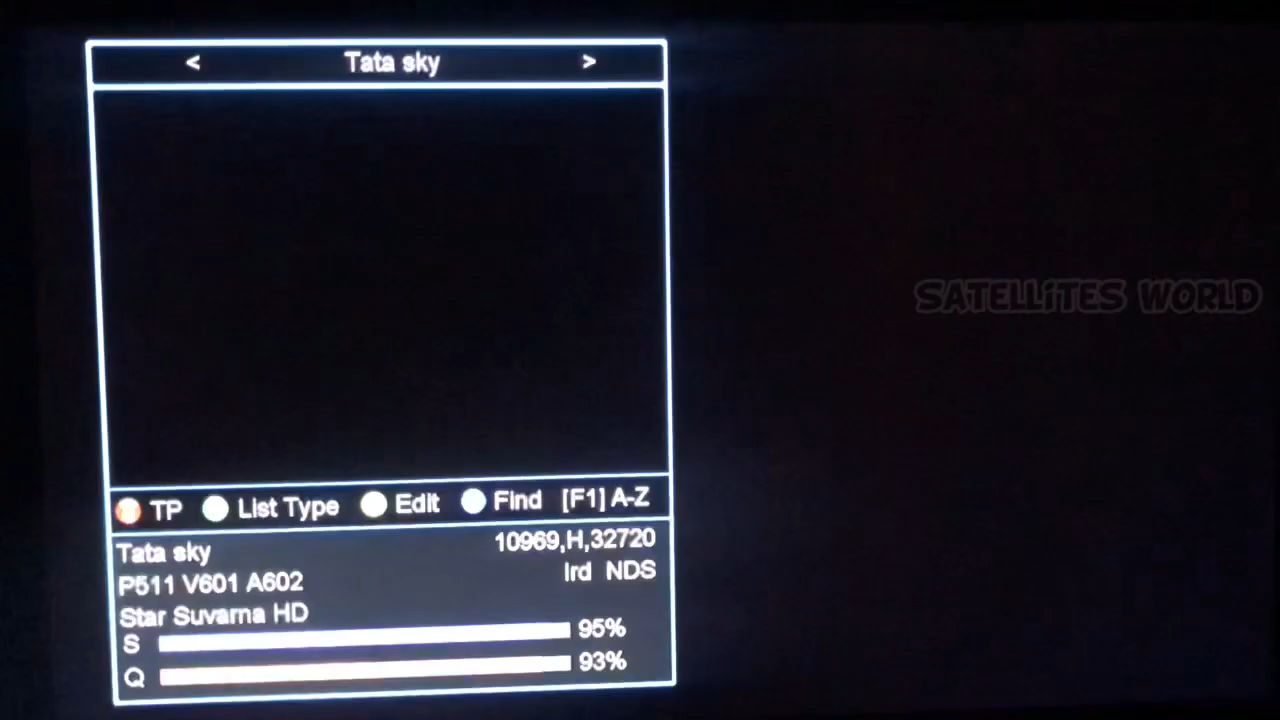 < Tata sky >
SATELLiTES WORLD
TP List Type Edit Find [F1] A-Z
Tata sky 10969,H,32720
P511 V601 A602 Ird NDS
Star Suvarna HD
S 95%
Q 93%